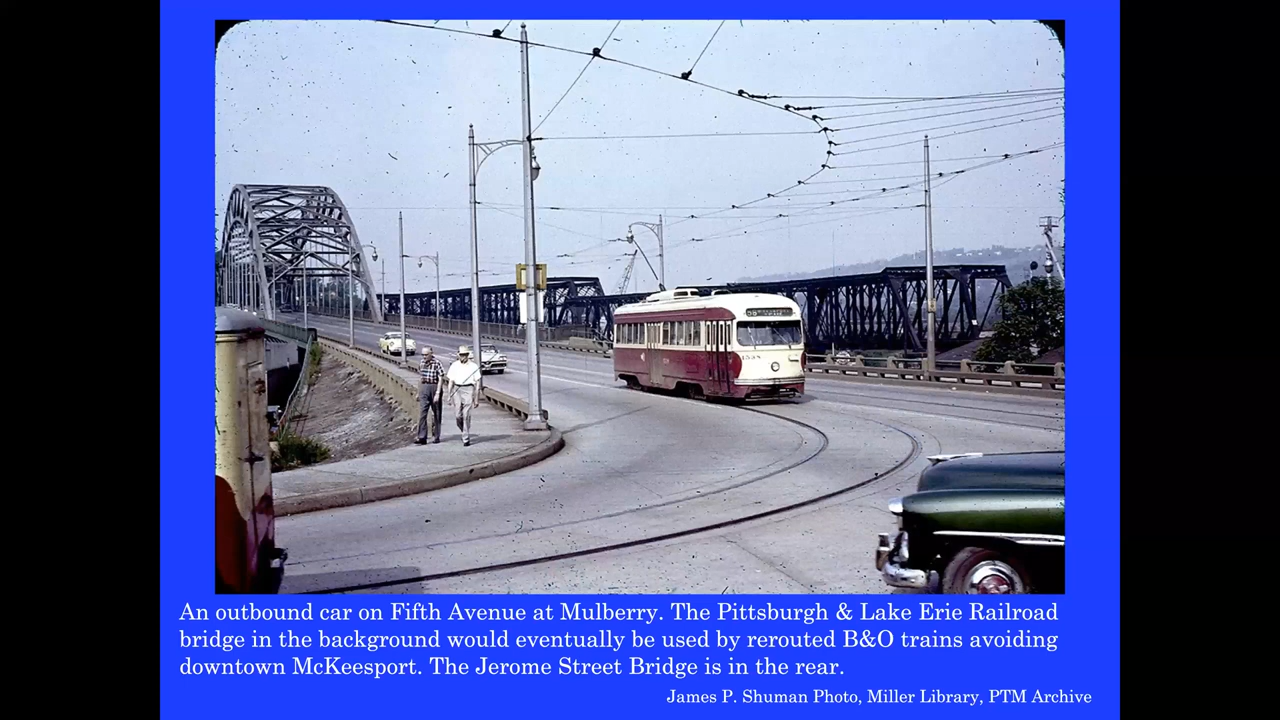 An outbound car on Fifth Avenue at Mulberry. The Pittsburgh & Lake Erie Railroad
bridge in the background would eventually be used by rerouted B&O trains avoiding
downtown McKeesport. The Jerome Street Bridge is in the rear.
James P. Shuman Photo, Miller Library, PTM Archive